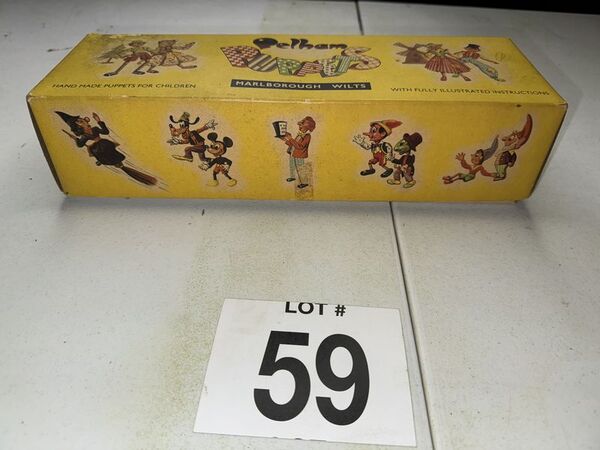 Pelham
PUPPETS
HAND MADE PUPPETS FOR CHILDREN
MARLBOROUGH WILTS
WITH FULLY ILLUSTRATED INSTRUCTIONS
LOT #
59